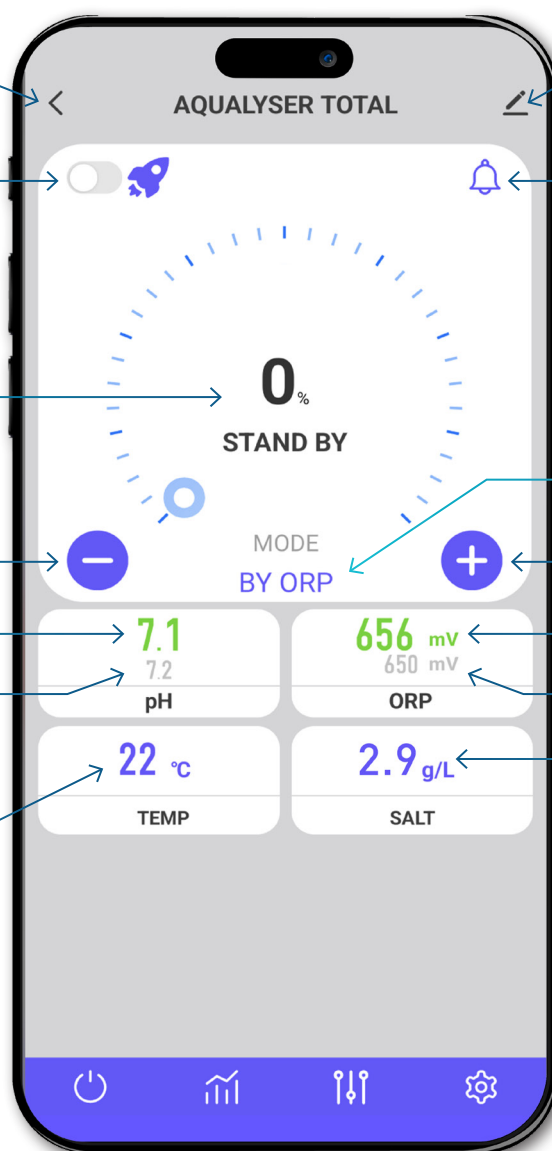 AQUALYSER TOTAL
0%
STAND BY
MODE
BY ORP
7.1
7.2
pH
656 mV
650 mV
ORP
22 °C
TEMP
2.9 g/L
SALT